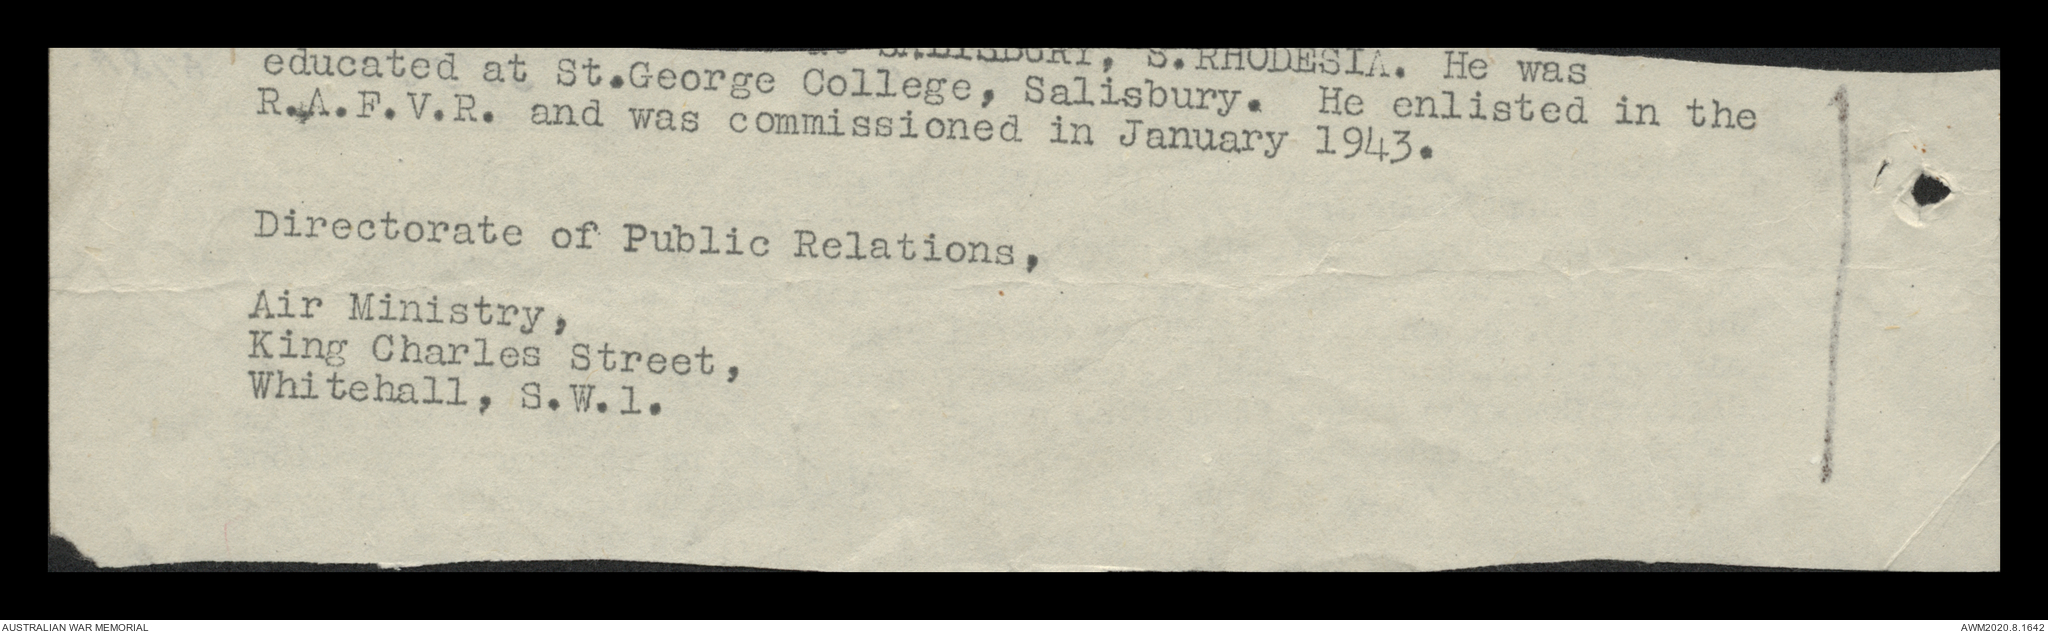 SALISBURY, S.RHODESIA. He was
educated at St.George College, Salisbury. He enlisted in the
R.A.F.V.R. and was commissioned in January 1943.
Directorate of Public Relations,
Air Ministry,
King Charles Street,
Whitehall, S.W.1.
AUSTRALIAN WAR MEMORIAL
AWM2020.8.1642